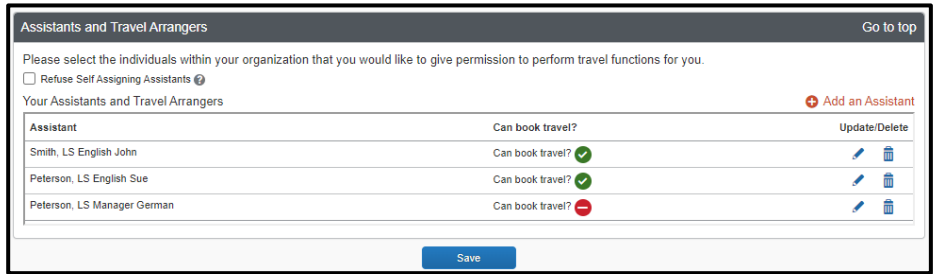 Assistants and Travel Arrangers Go to top
Please select the individuals within your organization that you would like to give permission to perform travel functions for you.
Refuse Self Assigning Assistants ?
Your Assistants and Travel Arrangers Add an Assistant
Assistant Can book travel? Update/Delete
Smith, LS English John Can book travel?
Peterson, LS English Sue Can book travel?
Peterson, LS Manager German Can book travel?
Save